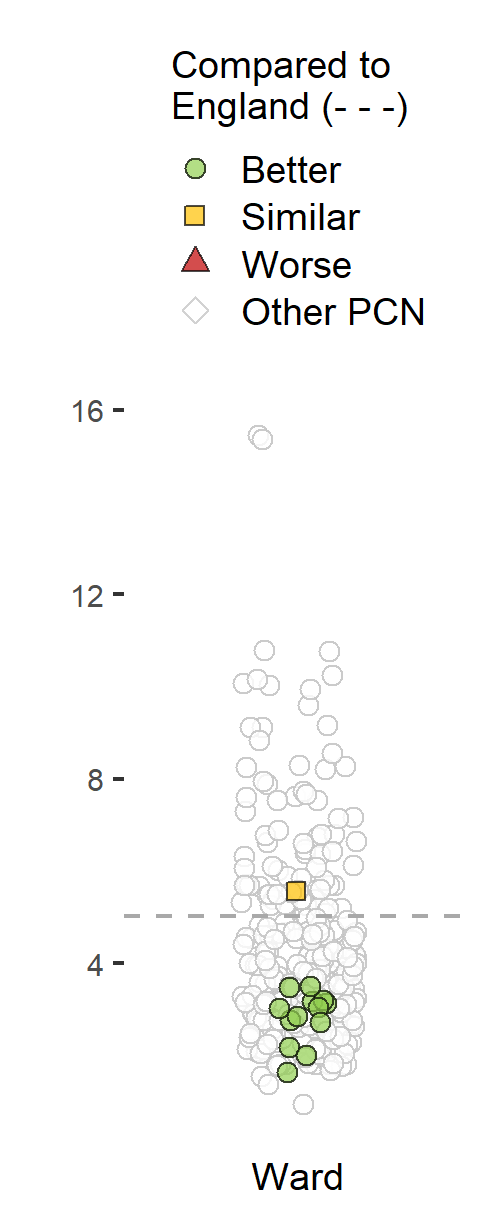 Compared to
England (- - -)
Better
Similar
Worse
Other PCN
16
12
8
4
Ward